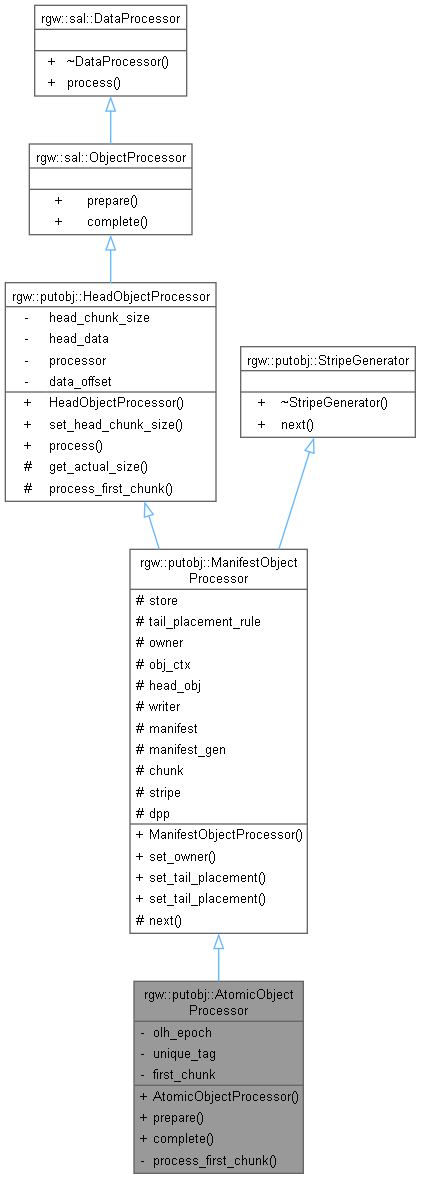 rgw::sal::DataProcessor
+ ~DataProcessor()
+ process()
rgw::sal::ObjectProcessor
+ prepare()
+ complete()
rgw::putobj::HeadObjectProcessor
- head_chunk_size
- head_data
- processor
- data_offset
+ HeadObjectProcessor()
+ set_head_chunk_size()
+ process()
# get_actual_size()
# process_first_chunk()
rgw::putobj::StripeGenerator
+ ~StripeGenerator()
+ next()
rgw::putobj::ManifestObject
Processor
# store
# tail_placement_rule
# owner
# obj_ctx
# head_obj
# writer
# manifest
# manifest_gen
# chunk
# stripe
# dpp
+ ManifestObjectProcessor()
+ set_owner()
+ set_tail_placement()
+ set_tail_placement()
# next()
rgw::putobj::AtomicObject
Processor
- olh_epoch
- unique_tag
- first_chunk
+ AtomicObjectProcessor()
+ prepare()
+ complete()
- process_first_chunk()